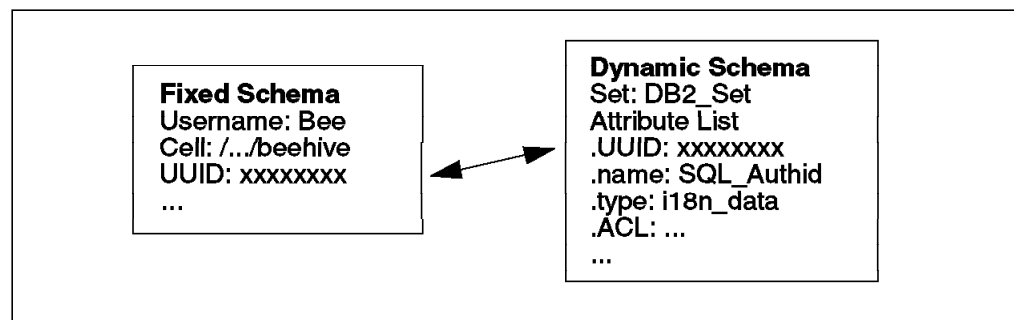 Fixed Schema
Username: Bee
Cell: /.../beehive
UUID: xxxxxxxx
...
Dynamic Schema
Set: DB2_Set
Attribute List
.UUID: xxxxxxxx
.name: SQL_Authid
.type: i18n_data
.ACL: ...
...